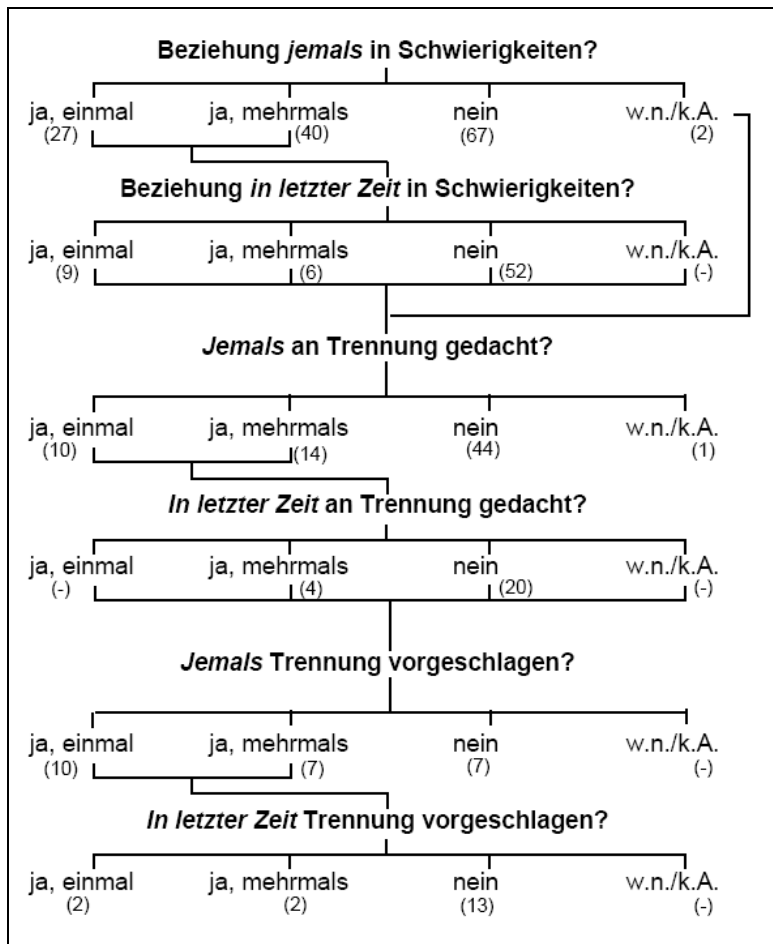 Beziehung jemals in Schwierigkeiten?
ja, einmal ja, mehrmals nein w.n./k.A.
(27) (40) (67) (2)
Beziehung in letzter Zeit in Schwierigkeiten?
ja, einmal ja, mehrmals nein w.n./k.A.
(9) (6) (52) (-)
Jemals an Trennung gedacht?
ja, einmal ja, mehrmals nein w.n./k.A.
(10) (14) (44) (1)
In letzter Zeit an Trennung gedacht?
ja, einmal ja, mehrmals nein w.n./k.A.
(-) (4) (20) (-)
Jemals Trennung vorgeschlagen?
ja, einmal ja, mehrmals nein w.n./k.A.
(10) (7) (7) (-)
In letzter Zeit Trennung vorgeschlagen?
ja, einmal ja, mehrmals nein w.n./k.A.
(2) (2) (13) (-)